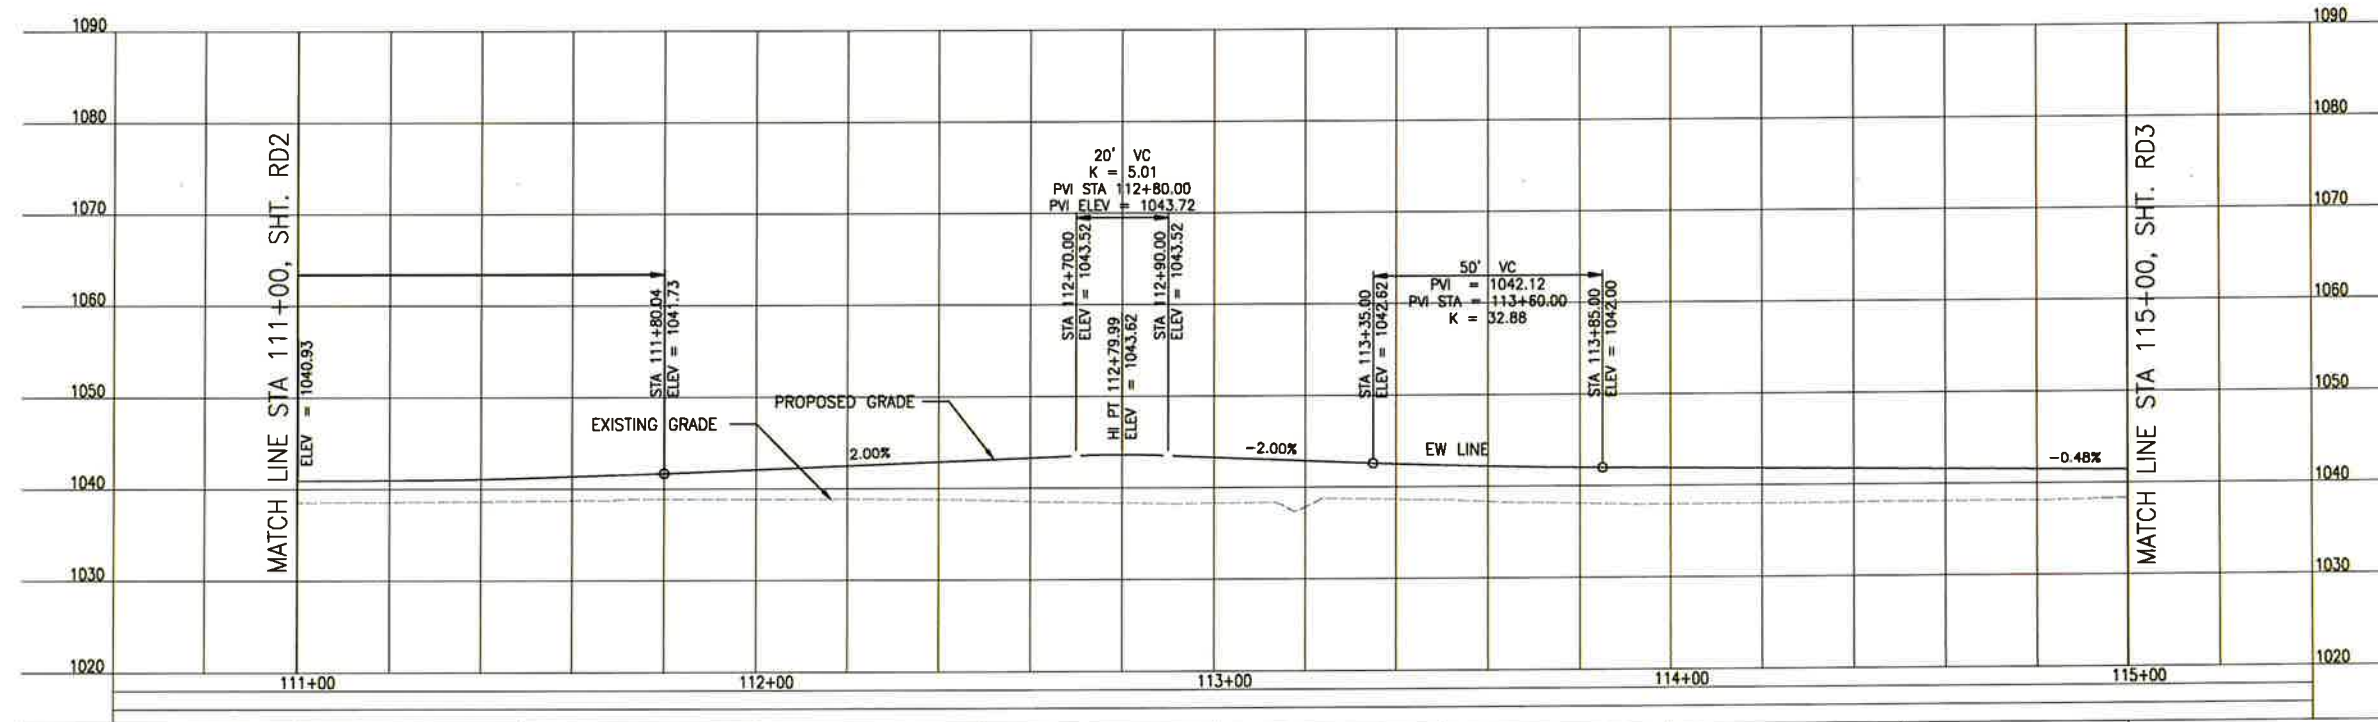 1090
1090
1080
1080
1070
1070
1060
1060
1050
1050
1040
1040
1030
1030
1020
1020
MATCH LINE STA 111+00, SHT. RD2
ELEV = 1040.93
STA 111+80.04
ELEV = 1041.73
EXISTING GRADE
PROPOSED GRADE
2.00%
20' VC
K = 5.01
PVI STA 112+80.00
PVI ELEV = 1043.72
STA 112+70.00
ELEV = 1043.52
HI PT 112+79.99
ELEV = 1043.62
STA 112+90.00
ELEV = 1043.52
-2.00%
50' VC
PVI = 1042.12
PVI STA = 113+60.00
K = 32.88
STA 113+35.00
ELEV = 1042.62
EW LINE
STA 113+85.00
ELEV = 1042.00
-0.48%
MATCH LINE STA 115+00, SHT. RD3
111+00
112+00
113+00
114+00
115+00